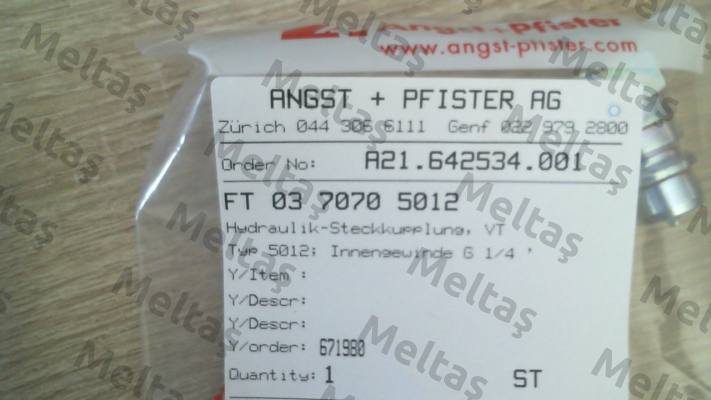 Angst+Pfister
www.angst-pfister.com
ANGST + PFISTER AG
Zürich 044 306 6111 Genf 022 979 2800
Order No: A21.642534.001
FT 03 7070 5012
Hydraulik-Steckkupplung, VT
Typ 5012; Innengewinde G 1/4 '
Y/Item :
Y/Descr:
Y/Descr:
Y/order: 671980
Quantity: 1 ST
Meltaş